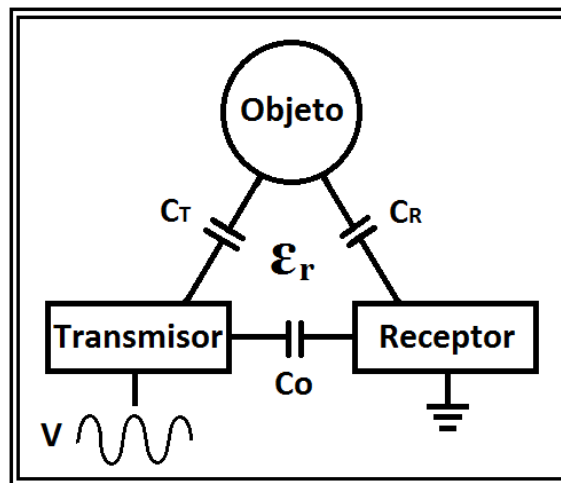 Objeto
CT
CR
εr
Transmisor
Receptor
Co
V